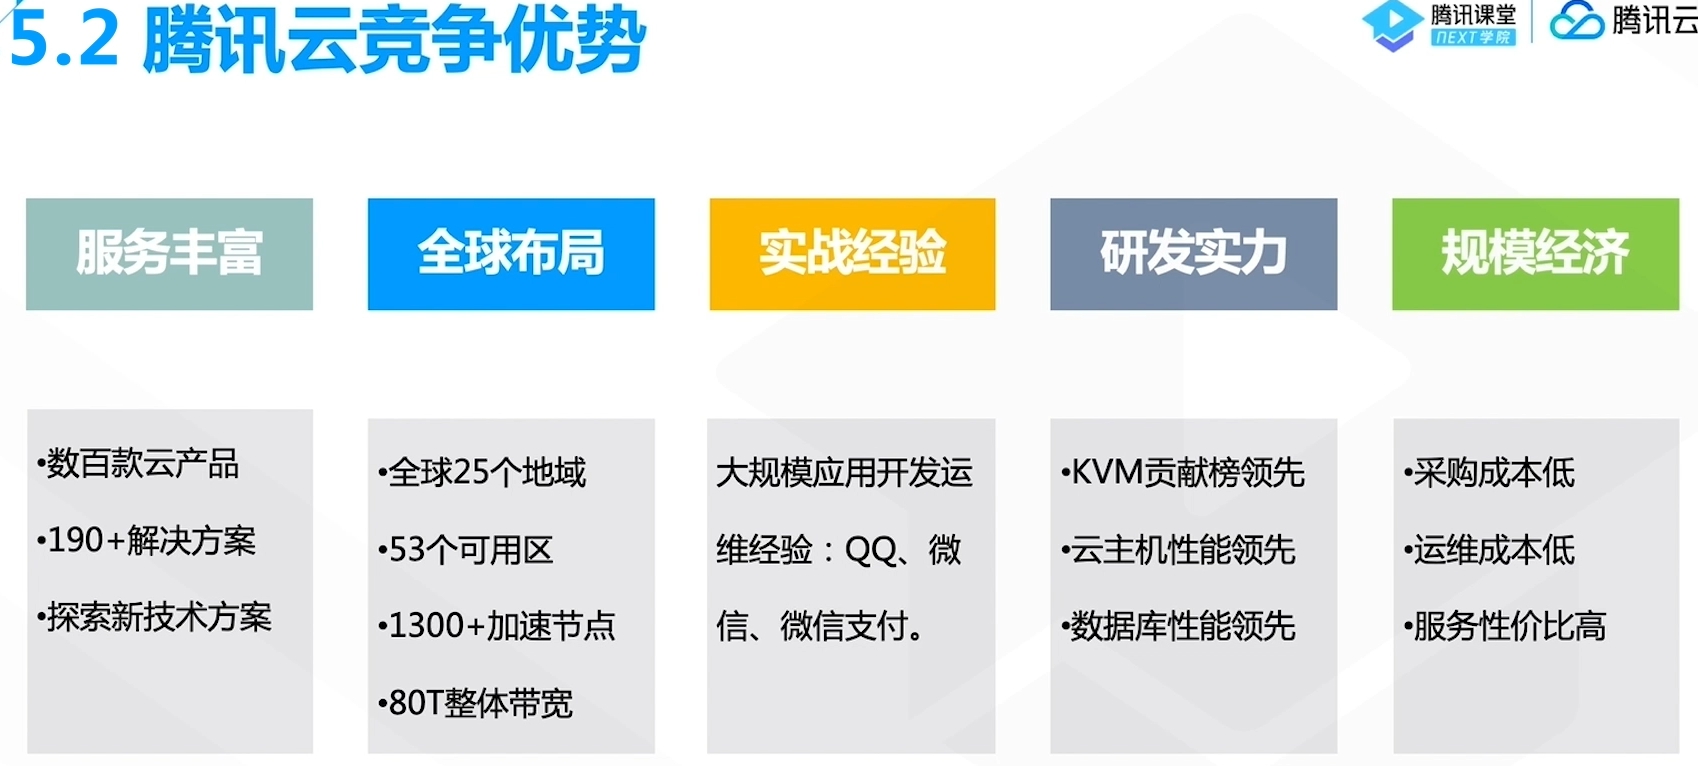 5.2 腾讯云竞争优势
腾讯课堂
NEXT学院
腾讯云
服务丰富
•数百款云产品
•190+解决方案
•探索新技术方案
全球布局
•全球25个地域
•53个可用区
•1300+加速节点
•80T整体带宽
实战经验
大规模应用开发运
维经验：QQ、微
信、微信支付。
研发实力
•KVM贡献榜领先
•云主机性能领先
•数据库性能领先
规模经济
•采购成本低
•运维成本低
•服务性价比高